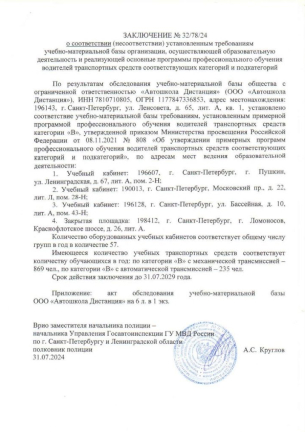 ЗАКЛЮЧЕНИЕ № 32/78/24
о соответствии (несоответствии) установленным требованиям
учебно-материальной базы организации, осуществляющей образовательную
деятельность и реализующей основные программы профессионального обучения
водителей транспортных средств соответствующих категорий и подкатегорий
По результатам обследования учебно-материальной базы общества с
ограниченной ответственностью «Автошкола Дистанция» (ООО «Автошкола
Дистанция»), ИНН 7810710805, ОГРН 1177847336853, адрес местонахождения:
196143, г. Санкт-Петербург, ул. Ленсовета, д. 65, лит. А, кв. 1, установлено
соответствие учебно-материальной базы требованиям, установленным примерной
программой профессионального обучения водителей транспортных средств
категории «В», утвержденной приказом Министерства просвещения Российской
Федерации от 08.11.2021 № 808 «Об утверждении примерных программ
профессионального обучения водителей транспортных средств соответствующих
категорий и подкатегорий», по адресам мест ведения образовательной
деятельности:
1. Учебный кабинет: 196607, г. Санкт-Петербург, г. Пушкин,
ул. Ленинградская, д. 67, лит. А, пом. 2-Н;
2. Учебный кабинет: 190013, г. Санкт-Петербург, Московский пр., д. 22,
лит. Л, пом. 28-Н;
3. Учебный кабинет: 196128, г. Санкт-Петербург, ул. Бассейная, д. 10,
лит. А, пом. 43-Н;
4. Закрытая площадка: 198412, г. Санкт-Петербург, г. Ломоносов,
Краснофлотское шоссе, д. 26, лит. А.
Количество оборудованных учебных кабинетов соответствует общему числу
групп в год в количестве 57.
Имеющееся количество учебных транспортных средств соответствует
количеству обучающихся в год: по категории «В» с механической трансмиссией –
869 чел., по категории «В» с автоматической трансмиссией – 235 чел.
Срок действия заключения до 31.07.2029 года.
Приложение: акт обследования учебно-материальной базы
ООО «Автошкола Дистанция» на 6 л. в 1 экз.
Врио заместителя начальника полиции –
начальника Управления Госавтоинспекции ГУ МВД России
по г. Санкт-Петербургу и Ленинградской области
полковник полиции А.С. Круглов
31.07.2024